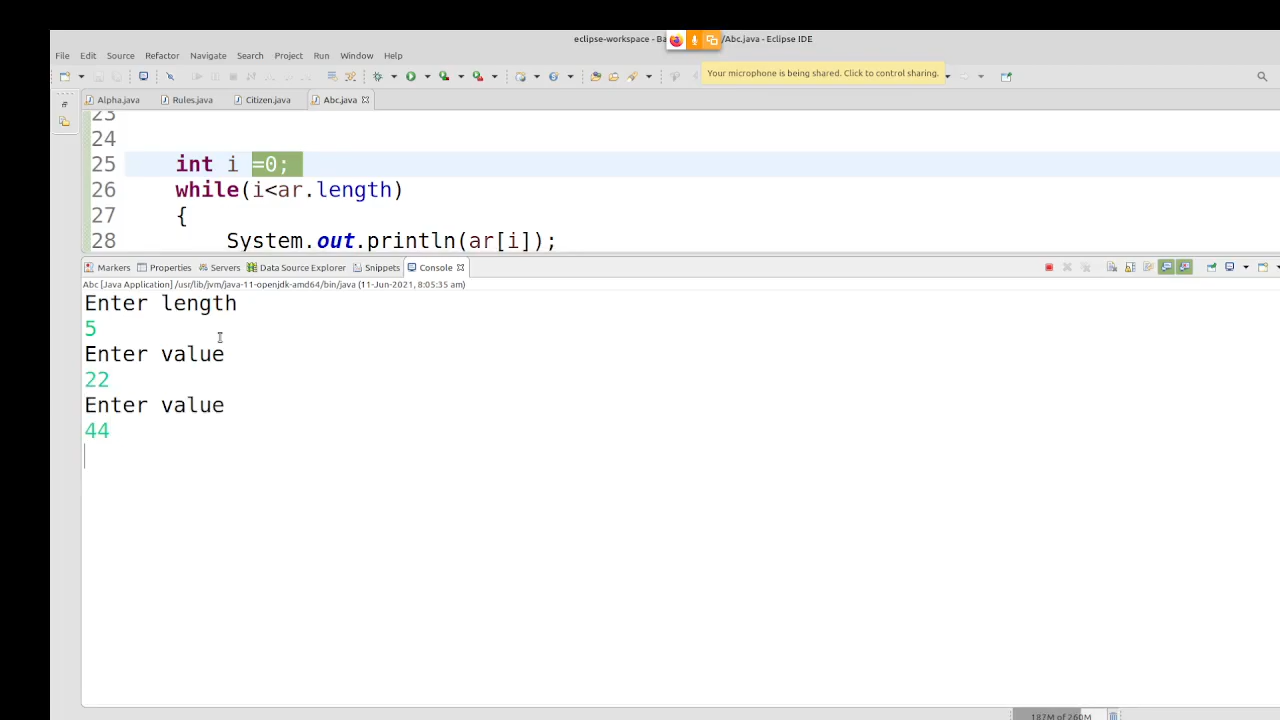 eclipse-workspace - Ba /Abc.java - Eclipse IDE
File Edit Source Refactor Navigate Search Project Run Window Help
Your microphone is being shared. Click to control sharing.
Alpha.java Rules.java Citizen.java Abc.java
23
24
25 int i =0;
26 while(i<ar.length)
27 {
28 System.out.println(ar[i]);
Markers Properties Servers Data Source Explorer Snippets Console
Abc [Java Application] /usr/lib/jvm/java-11-openjdk-amd64/bin/java (11-Jun-2021, 8:05:35 am)
Enter length
5
Enter value
22
Enter value
44
187M of 260M